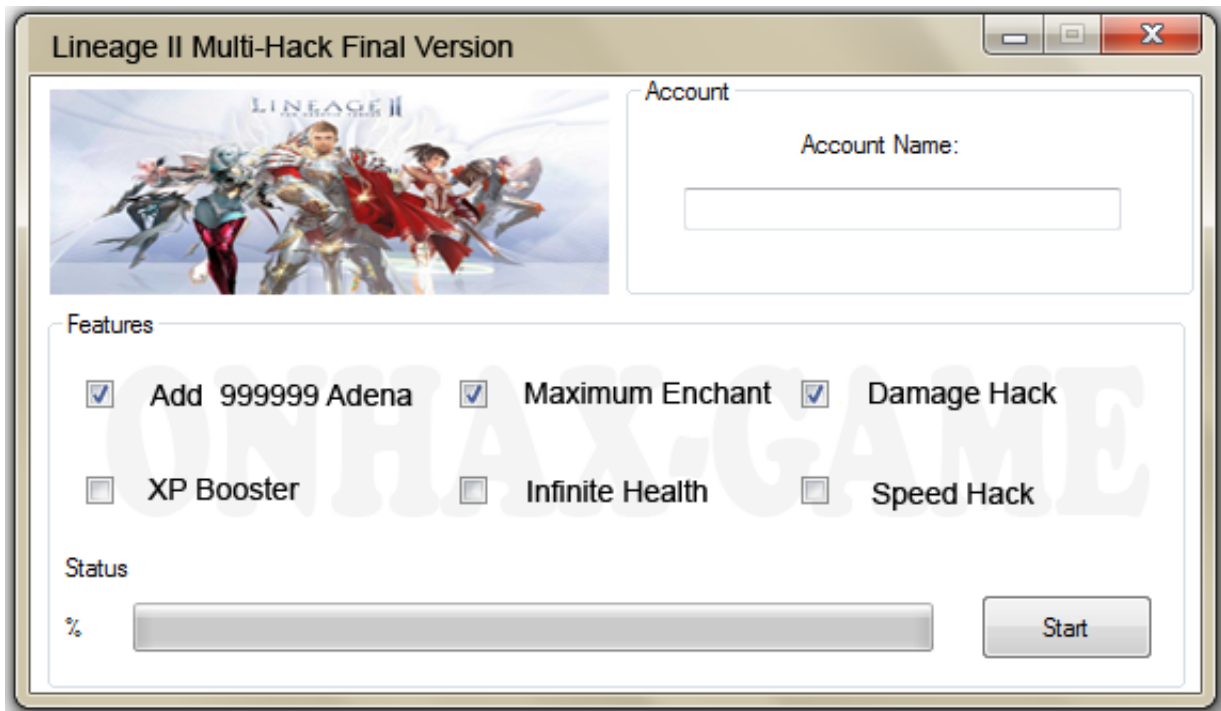 Lineage II Multi-Hack Final Version
LINEAGE II
Account
Account Name:
Features
Add 999999 Adena
Maximum Enchant
Damage Hack
ONHAX-GAME
XP Booster
Infinite Health
Speed Hack
Status
%
Start